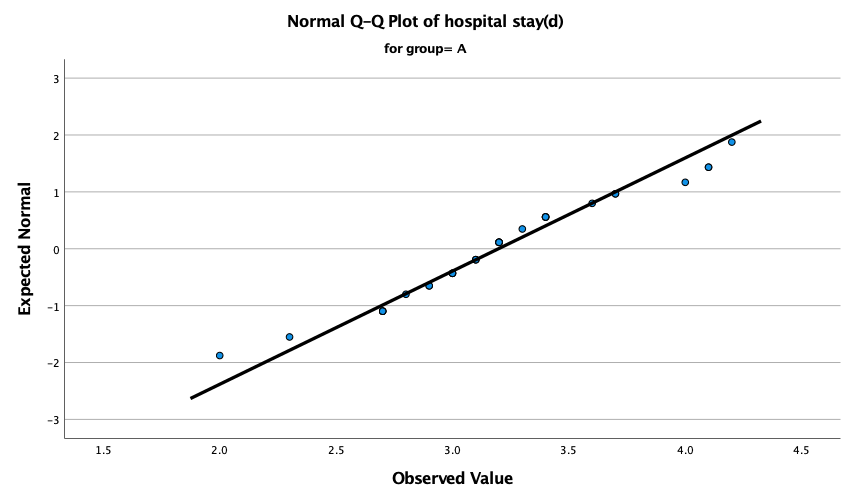 Normal Q-Q Plot of hospital stay(d)
for group= A
3
2
1
0
-1
-2
-3
Expected Normal
1.5 2.0 2.5 3.0 3.5 4.0 4.5
Observed Value